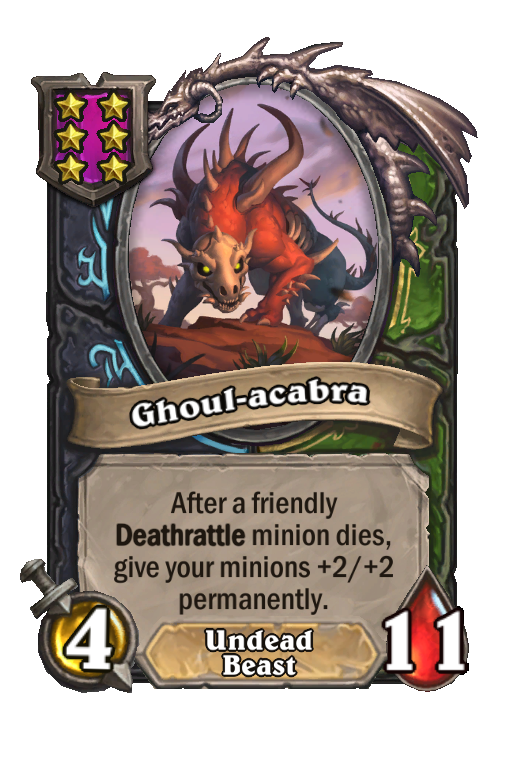 Ghoul-acabra
After a friendly
Deathrattle minion dies,
give your minions +2/+2
permanently.
4
Undead
Beast
11